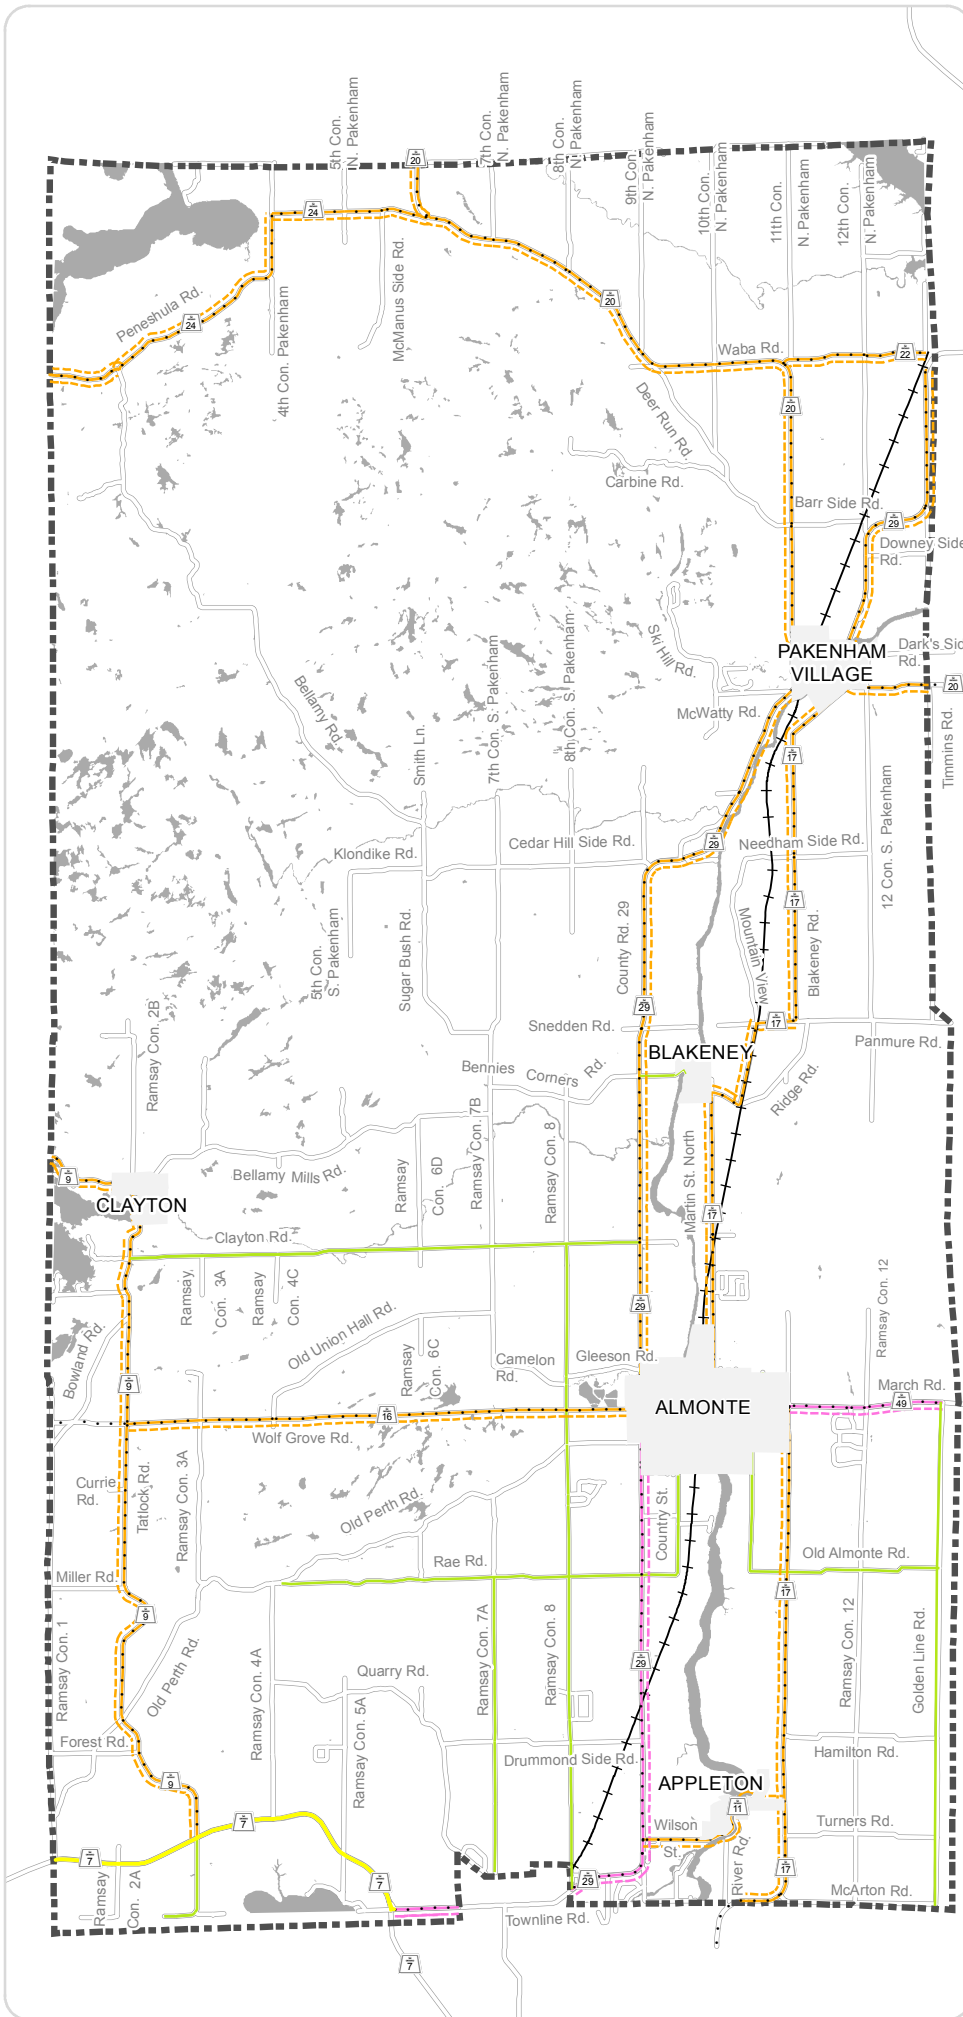 5th Con.
N. Pakenham
7th Con.
N. Pakenham
8th Con.
N. Pakenham
9th Con.
N. Pakenham
10th Con.
N. Pakenham
11th Con.
N. Pakenham
12th Con.
N. Pakenham
20
24
24
Peneshula Rd.
4th Con. Pakenham
McManus Side Rd.
20
Waba Rd.
22
20
Deer Run Rd.
Carbine Rd.
Barr Side Rd.
29
Downey Side
Rd.
Ski Hill Rd.
PAKENHAM
VILLAGE
Dark's Sid
Rd.
20
Timmins Rd.
McWatty Rd.
17
Bellamy Rd.
Smith Ln.
7th Con. S. Pakenham
8th Con. S. Pakenham
Klondike Rd.
Cedar Hill Side Rd.
29
Needham Side Rd.
12 Con. S. Pakenham
17
5th Con.
S. Pakenham
Sugar Bush Rd.
County Rd. 29
Mountain View
Blakeney Rd.
29
Snedden Rd.
17
Panmure Rd.
Ramsay Con. 2B
BLAKENEY
Bennies Corners Rd.
Ridge Rd.
Ramsay Con. 7B
Ramsay Con. 8
Ramsay
Con. 6D
Bellamy Mills Rd.
9
CLAYTON
Martin St. North
17
Clayton Rd.
Ramsay
Con. 3A
Ramsay
Con. 4C
29
Ramsay Con. 12
Old Union Hall Rd.
Ramsay
Con. 6C
Camelon
Rd.
Gleeson Rd.
Bowland Rd.
9
16
Wolf Grove Rd.
ALMONTE
March Rd.
49
Currie
Rd.
Tatlock Rd.
Ramsay Con. 3A
Old Perth Rd.
Country St.
Rae Rd.
Old Almonte Rd.
Miller Rd.
17
9
Ramsay Con. 1
Old Perth Rd.
Ramsay Con. 4A
Quarry Rd.
Ramsay Con. 7A
Ramsay Con. 8
29
Ramsay Con. 12
Golden Line Rd.
Forest Rd.
Ramsay Con. 5A
Drummond Side Rd.
Hamilton Rd.
9
APPLETON
11
7
Wilson
St.
Turners Rd.
7
Ramsay
Con. 2A
7
29
River Rd.
17
McArton Rd.
Townline Rd.
7